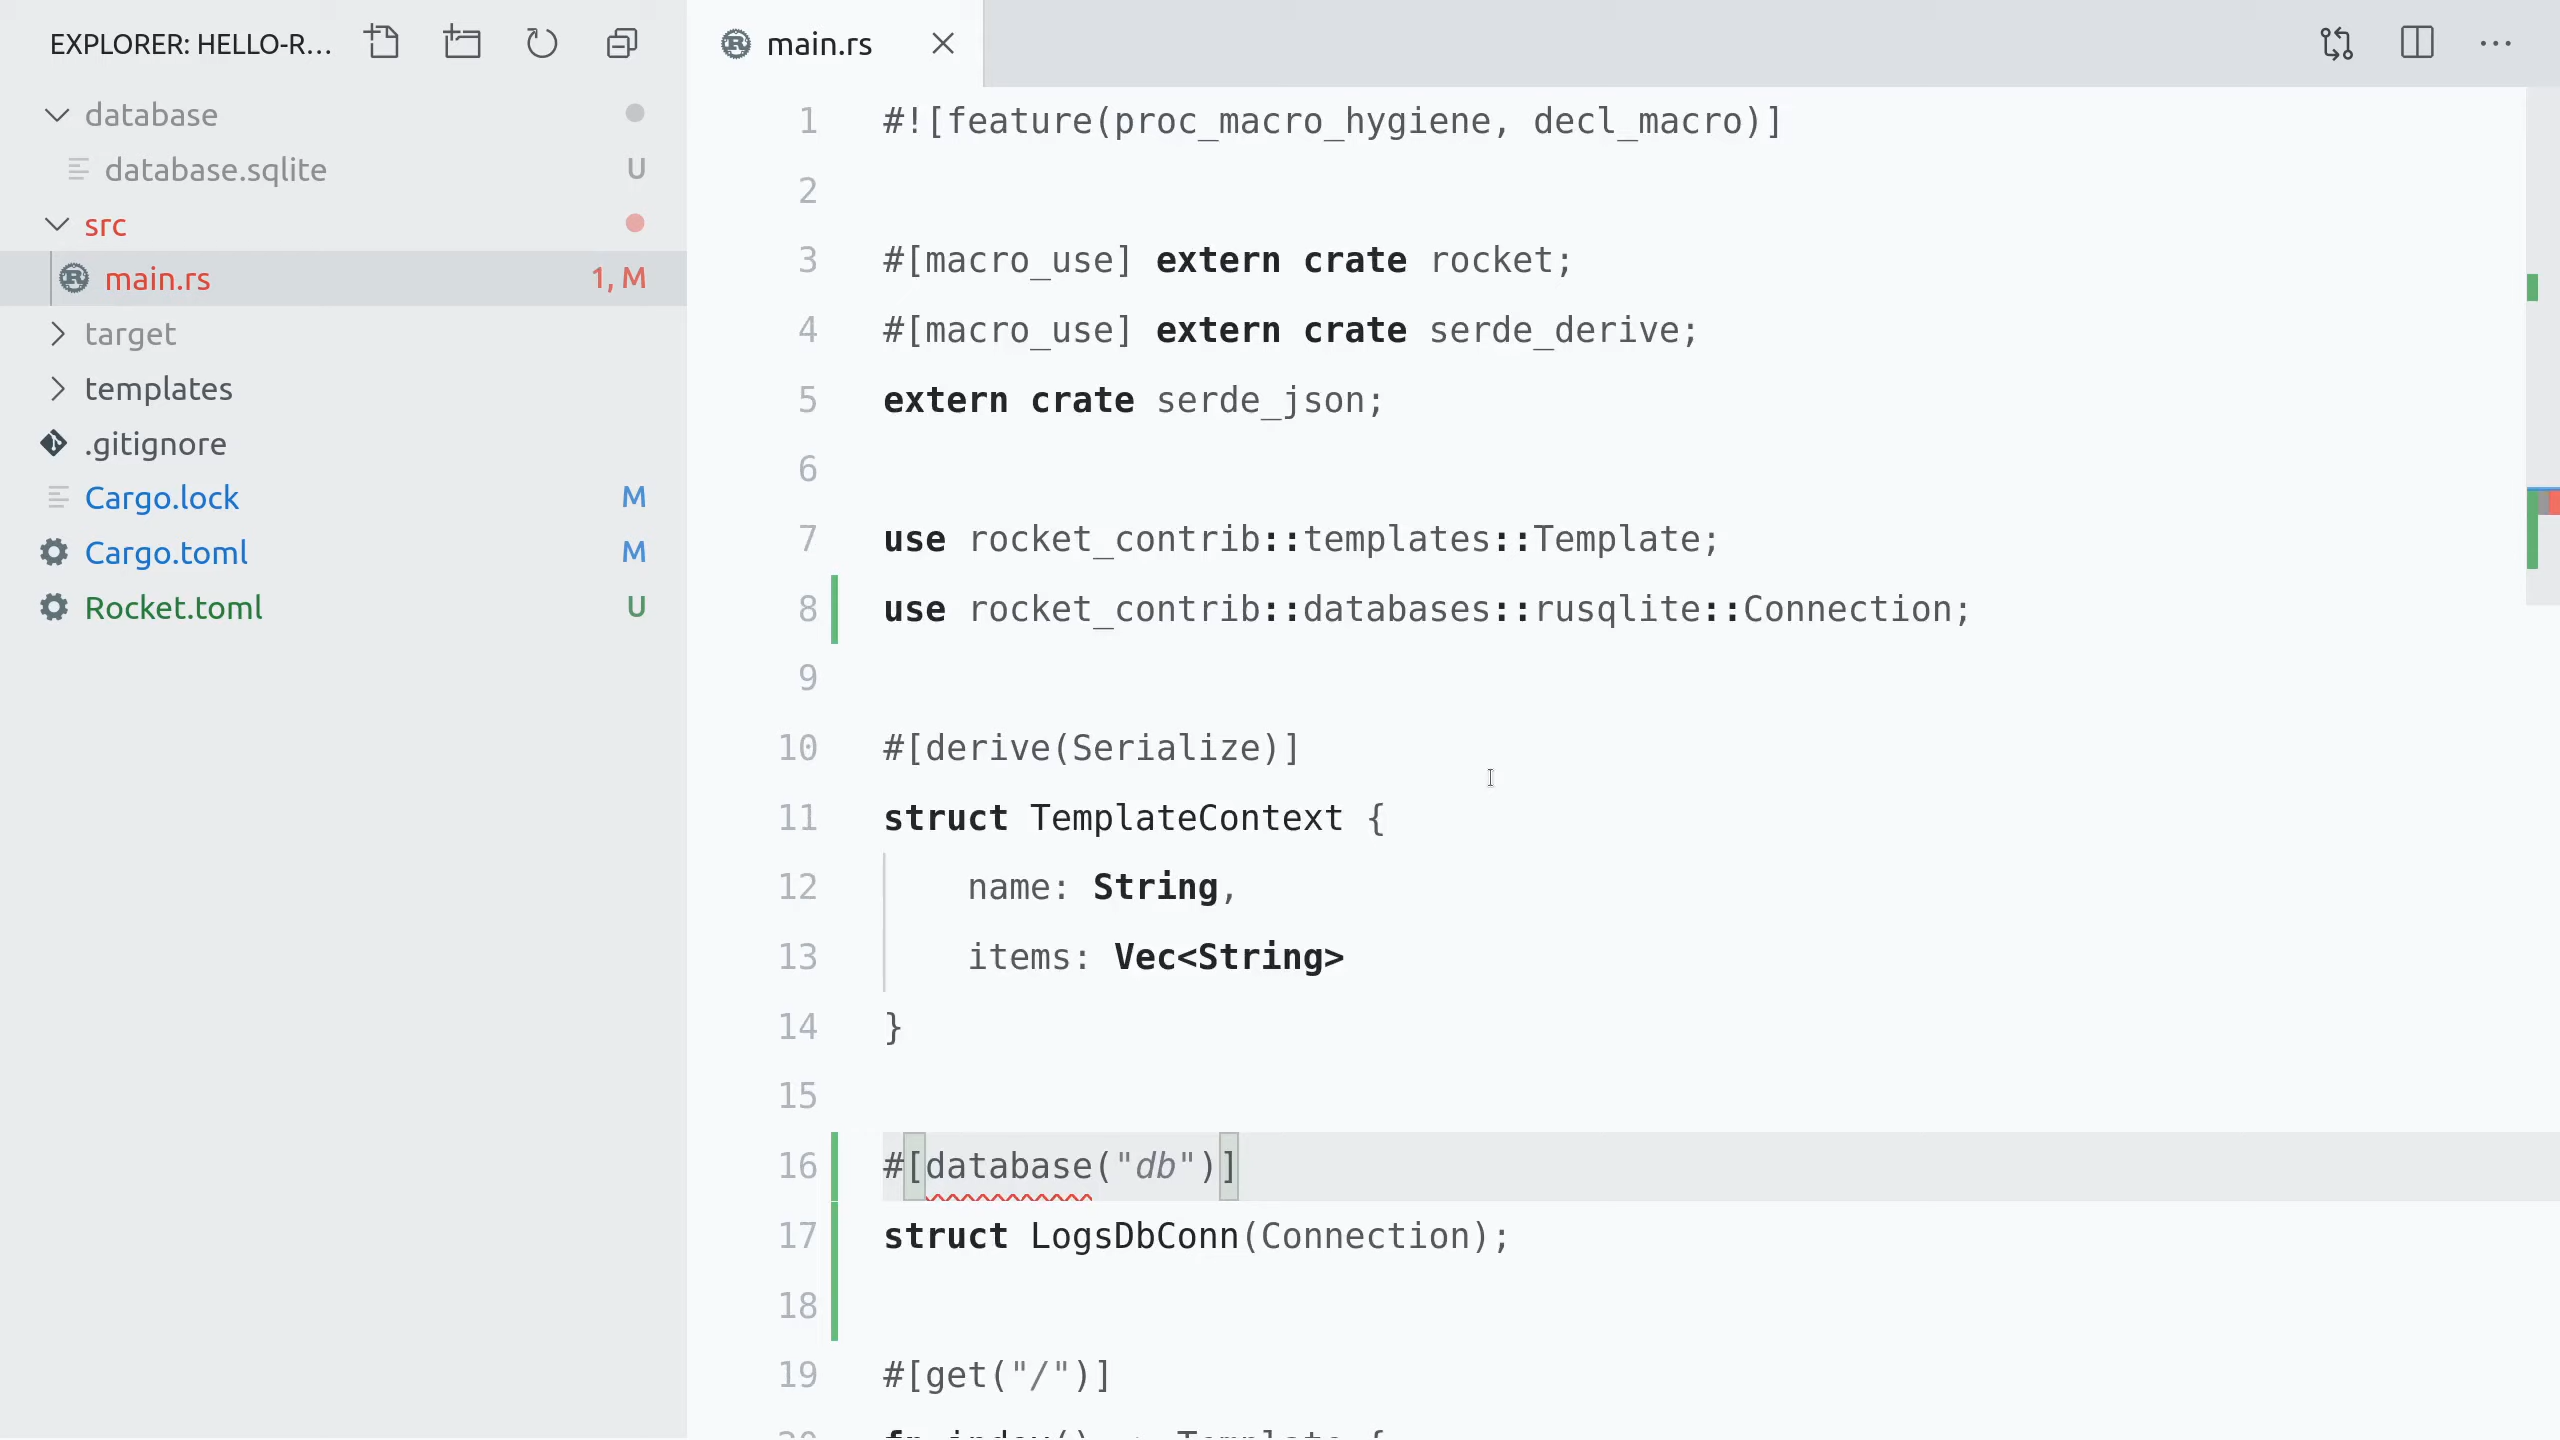 EXPLORER: HELLO-R...
database
database.sqlite U
src
main.rs 1, M
target
templates
.gitignore
Cargo.lock M
Cargo.toml M
Rocket.toml U
main.rs
1 #![feature(proc_macro_hygiene, decl_macro)]
2
3 #[macro_use] extern crate rocket;
4 #[macro_use] extern crate serde_derive;
5 extern crate serde_json;
6
7 use rocket_contrib::templates::Template;
8 use rocket_contrib::databases::rusqlite::Connection;
9
10 #[derive(Serialize)]
11 struct TemplateContext {
12 name: String,
13 items: Vec<String>
14 }
15
16 #[database("db")]
17 struct LogsDbConn(Connection);
18
19 #[get("/")]
20 fn index() -> Template {